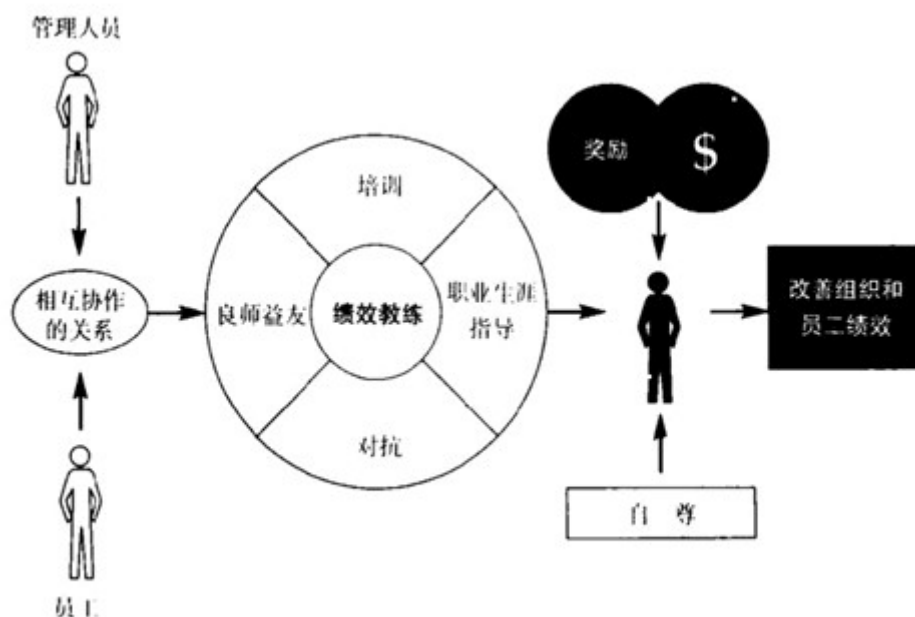 管理人员
奖励
$
培训
相互协作
的关系
良师益友
绩效教练
职业生涯
指导
改善组织和
员二绩效
对抗
自 尊
员工